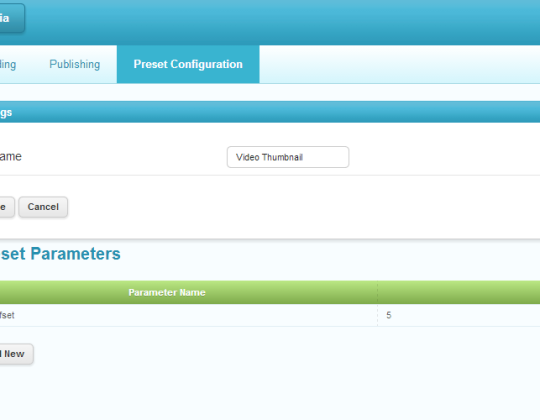 ia
ling Publishing Preset Configuration
gs
ame Video Thumbnail
e Cancel
set Parameters
Parameter Name
fset 5
d New